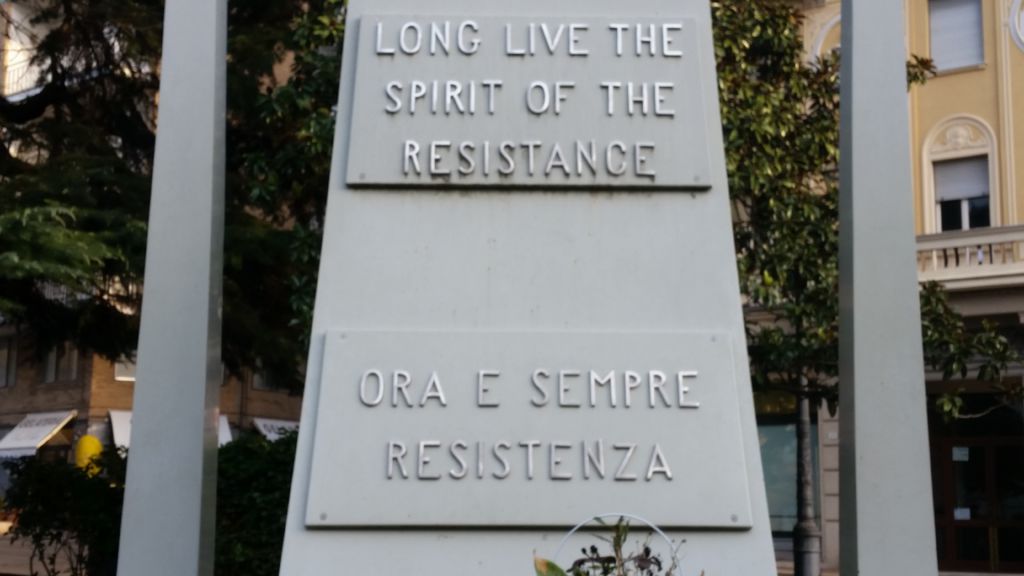 LONG LIVE THE
SPIRIT OF THE
RESISTANCE
ORA E SEMPRE
RESISTENZA